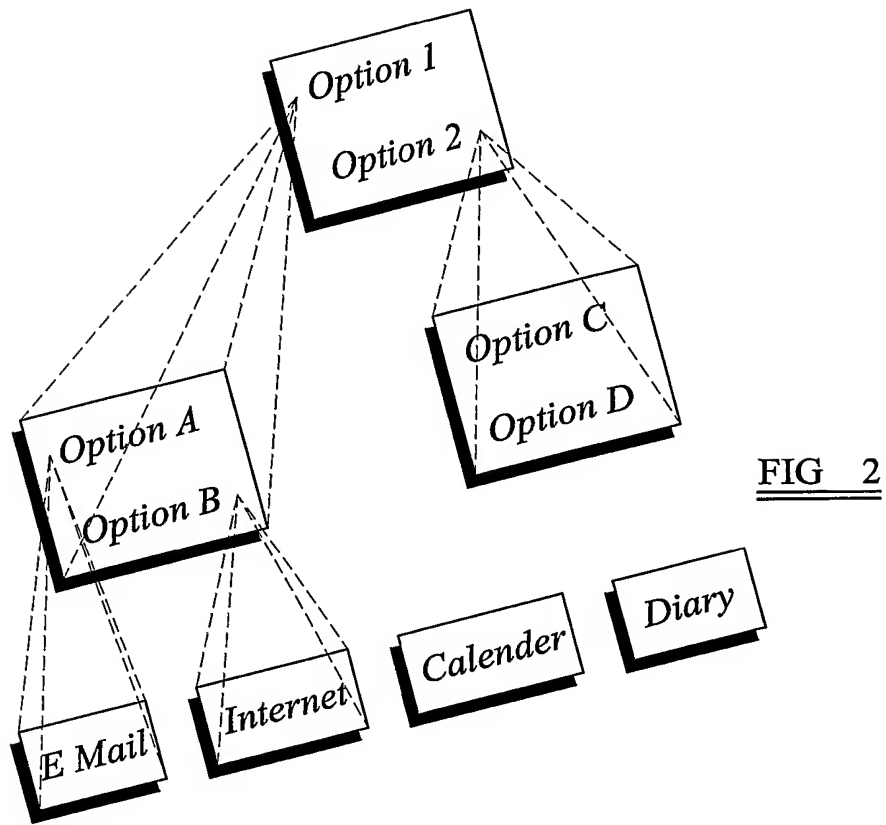 Option 1
Option 2
Option C
Option D
Option A
Option B
FIG 2
Diary
Calender
Internet
E Mail